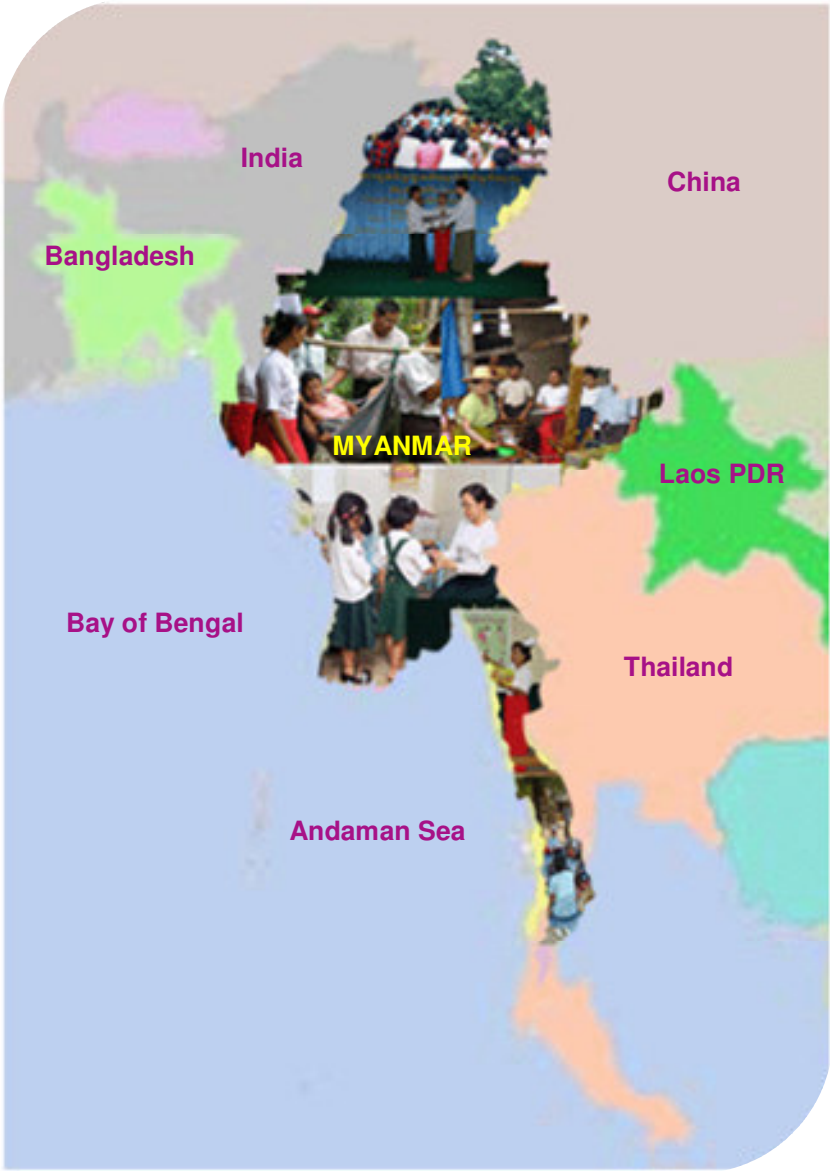 India
China
Bangladesh
MYANMAR
Laos PDR
Bay of Bengal
Thailand
Andaman Sea